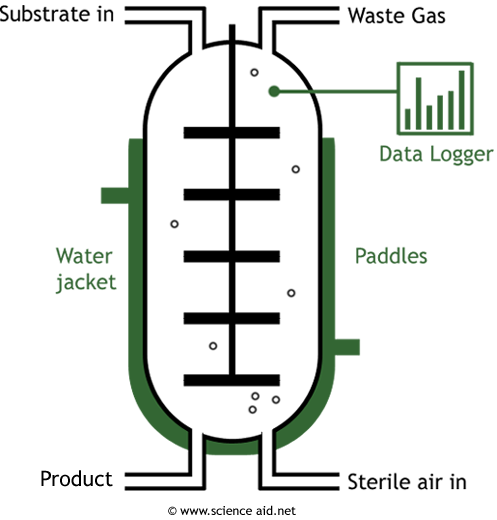 Substrate in
Waste Gas
Data Logger
Water
jacket
Paddles
Product
Sterile air in
© www.science aid.net